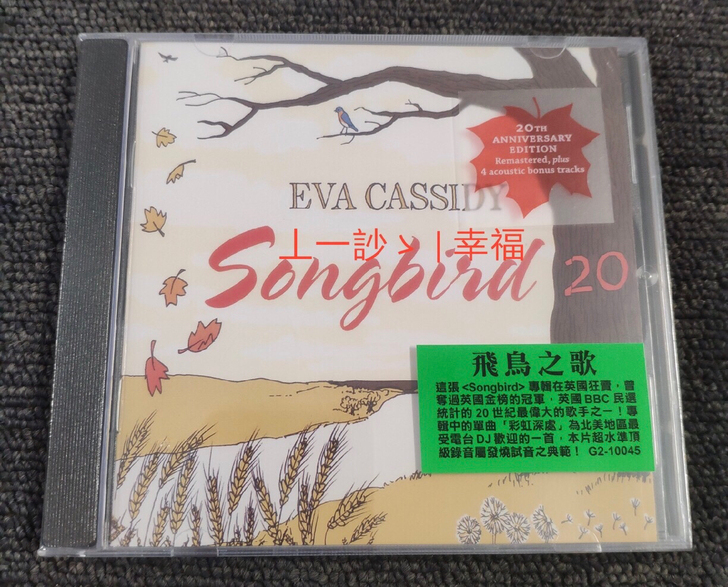 20TH
ANNIVERSARY
EDITION
Remastered, plus
4 acoustic bonus tracks
EVA CASSIDY
丄一訬ゝ丨幸福
Songbird 20
飛鳥之歌
這張<Songbird>專輯在英國狂賣，曾
奪過英國金榜的冠軍，英國BBC民選
統計的20世紀最偉大的歌手之一！專
輯中的單曲「彩虹深處」為北美地區最
受電台DJ歡迎的一首，本片超水準頂
級錄音屬發燒試音之典範！ G2-10045